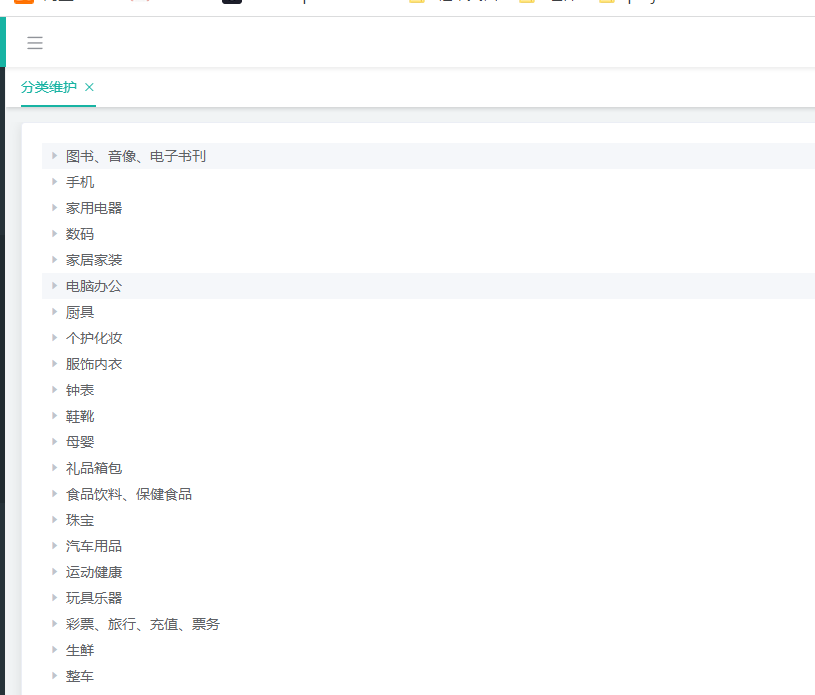 分类维护
图书、音像、电子书刊
手机
家用电器
数码
家居家装
电脑办公
厨具
个护化妆
服饰内衣
钟表
鞋靴
母婴
礼品箱包
食品饮料、保健食品
珠宝
汽车用品
运动健康
玩具乐器
彩票、旅行、充值、票务
生鲜
整车